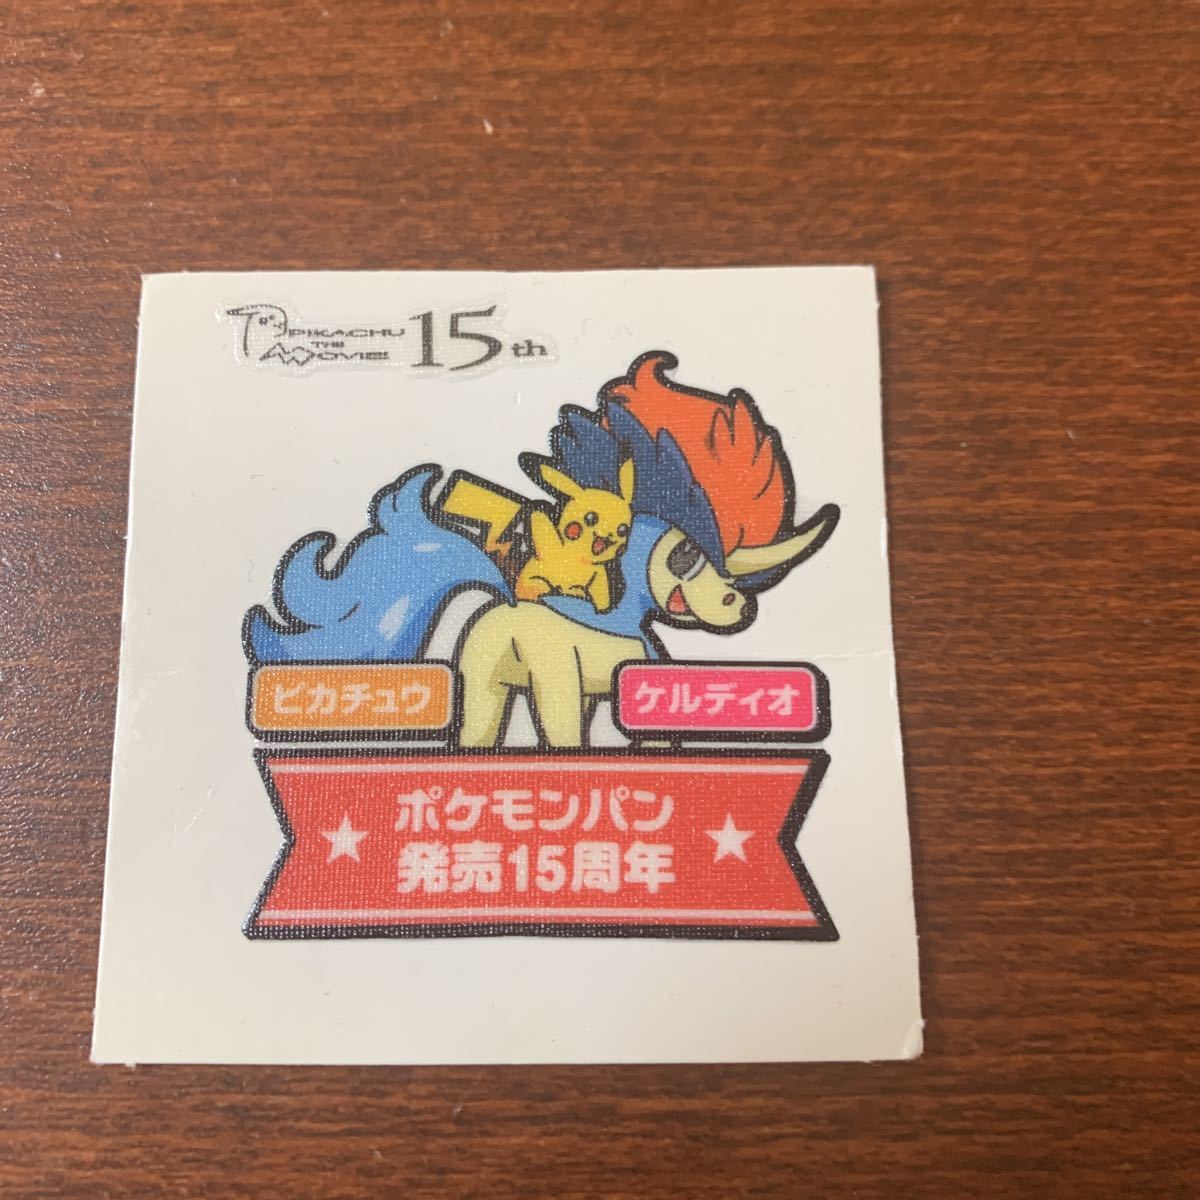 PIKACHU
THE
MOVIE!
15th
ピカチュウ
ケルディオ
ポケモンパン
発売15周年